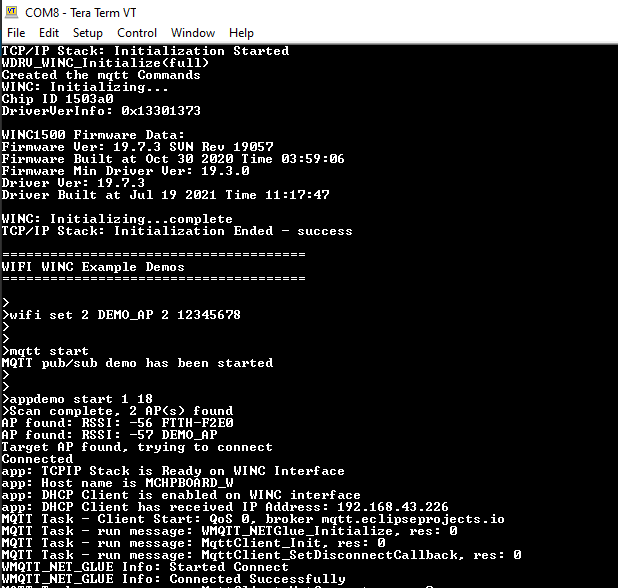 COM8 - Tera Term VT
File Edit Setup Control Window Help
TCP/IP Stack: Initialization Started
WDRV_WINC_Initialize(full)
Created the mqtt Commands
WINC: Initializing...
Chip ID 1503a0
DriverVerInfo: 0x13301373
WINC1500 Firmware Data:
Firmware Ver: 19.7.3 SVN Rev 19057
Firmware Built at Oct 30 2020 Time 03:59:06
Firmware Min Driver Ver: 19.3.0
Driver Ver: 19.7.3
Driver Built at Jul 19 2021 Time 11:17:47
WINC: Initializing...complete
TCP/IP Stack: Initialization Ended - success
======================================
WIFI WINC Example Demos
======================================
>
>wifi set 2 DEMO_AP 2 12345678
>
>
>mqtt start
MQTT pub/sub demo has been started
>
>
>appdemo start 1 18
>Scan complete, 2 AP(s) found
AP found: RSSI: -56 FTTH-F2E0
AP found: RSSI: -57 DEMO_AP
Target AP found, trying to connect
Connected
app: TCPIP Stack is Ready on WINC Interface
app: Host name is MCHPBOARD_W
app: DHCP Client is enabled on WINC interface
app: DHCP Client has received IP Address: 192.168.43.226
MQTT Task - Client Start: QoS 0, broker mqtt.eclipseprojects.io
MQTT Task - run message: WMQTT_NETGlue_Initialize, res: 0
MQTT Task - run message: MqttClient_Init, res: 0
MQTT Task - run message: MqttClient_SetDisconnectCallback, res: 0
WMQTT_NET_GLUE Info: Started Connect
WMQTT_NET_GLUE Info: Connected Successfully